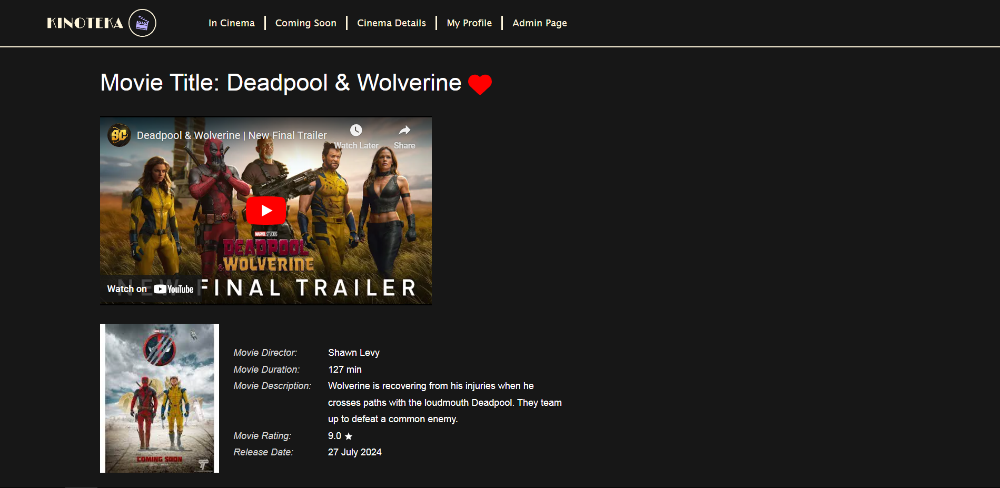 KINOTEKA
In Cinema
Coming Soon
Cinema Details
My Profile
Admin Page
Movie Title: Deadpool & Wolverine
SC
Deadpool & Wolverine | New Final Trailer
Watch Later
Share
MARVEL STUDIOS
DEADPOOL
& WOLVERINE
NEW FINAL TRAILER
Watch on YouTube
COMING SOON
Movie Director: Shawn Levy
Movie Duration: 127 min
Movie Description: Wolverine is recovering from his injuries when he
crosses paths with the loudmouth Deadpool. They team
up to defeat a common enemy.
Movie Rating: 9.0 ★
Release Date: 27 July 2024